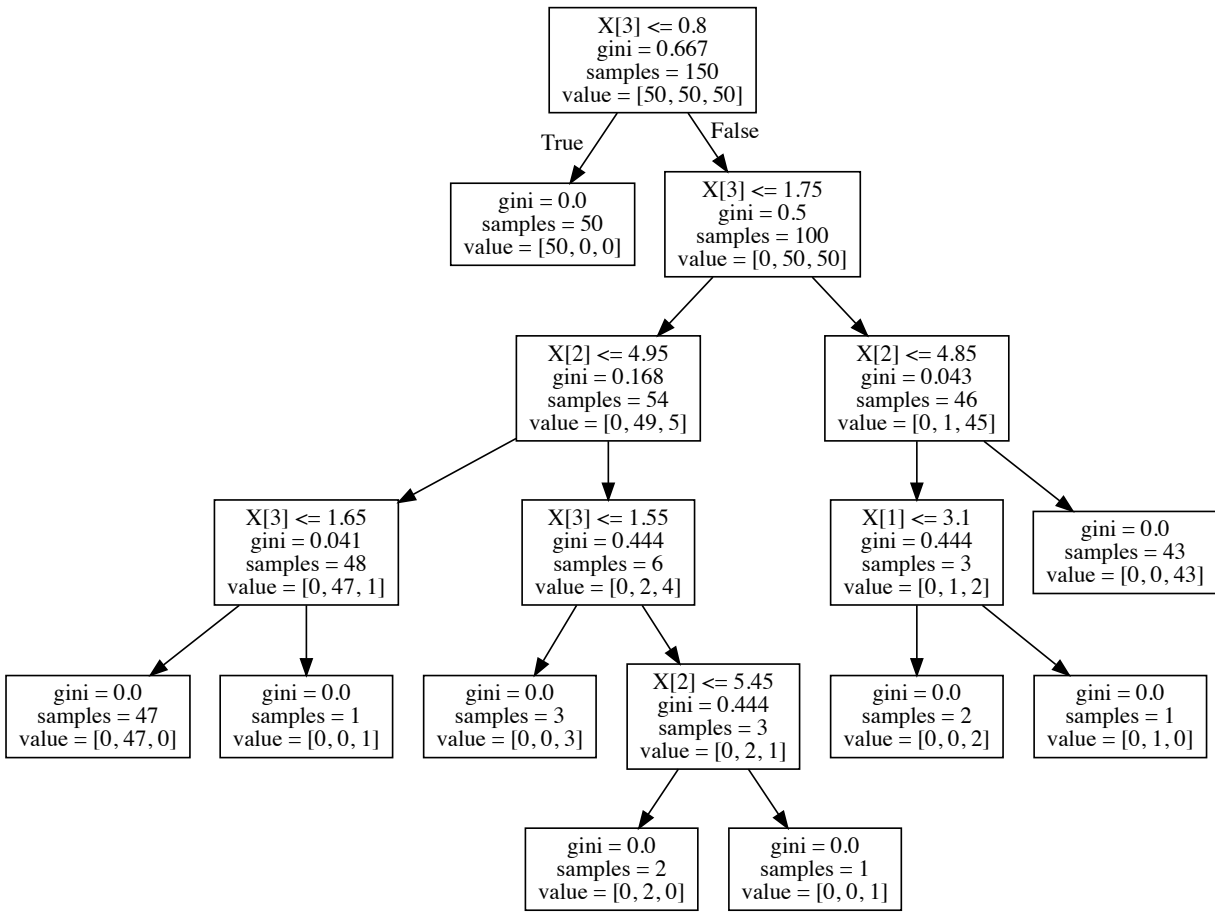 X[3] <= 0.8
gini = 0.667
samples = 150
value = [50, 50, 50]
True
False
gini = 0.0
samples = 50
value = [50, 0, 0]
X[3] <= 1.75
gini = 0.5
samples = 100
value = [0, 50, 50]
X[2] <= 4.95
gini = 0.168
samples = 54
value = [0, 49, 5]
X[2] <= 4.85
gini = 0.043
samples = 46
value = [0, 1, 45]
X[3] <= 1.65
gini = 0.041
samples = 48
value = [0, 47, 1]
X[3] <= 1.55
gini = 0.444
samples = 6
value = [0, 2, 4]
X[1] <= 3.1
gini = 0.444
samples = 3
value = [0, 1, 2]
gini = 0.0
samples = 43
value = [0, 0, 43]
gini = 0.0
samples = 47
value = [0, 47, 0]
gini = 0.0
samples = 1
value = [0, 0, 1]
gini = 0.0
samples = 3
value = [0, 0, 3]
X[2] <= 5.45
gini = 0.444
samples = 3
value = [0, 2, 1]
gini = 0.0
samples = 2
value = [0, 0, 2]
gini = 0.0
samples = 1
value = [0, 1, 0]
gini = 0.0
samples = 2
value = [0, 2, 0]
gini = 0.0
samples = 1
value = [0, 0, 1]